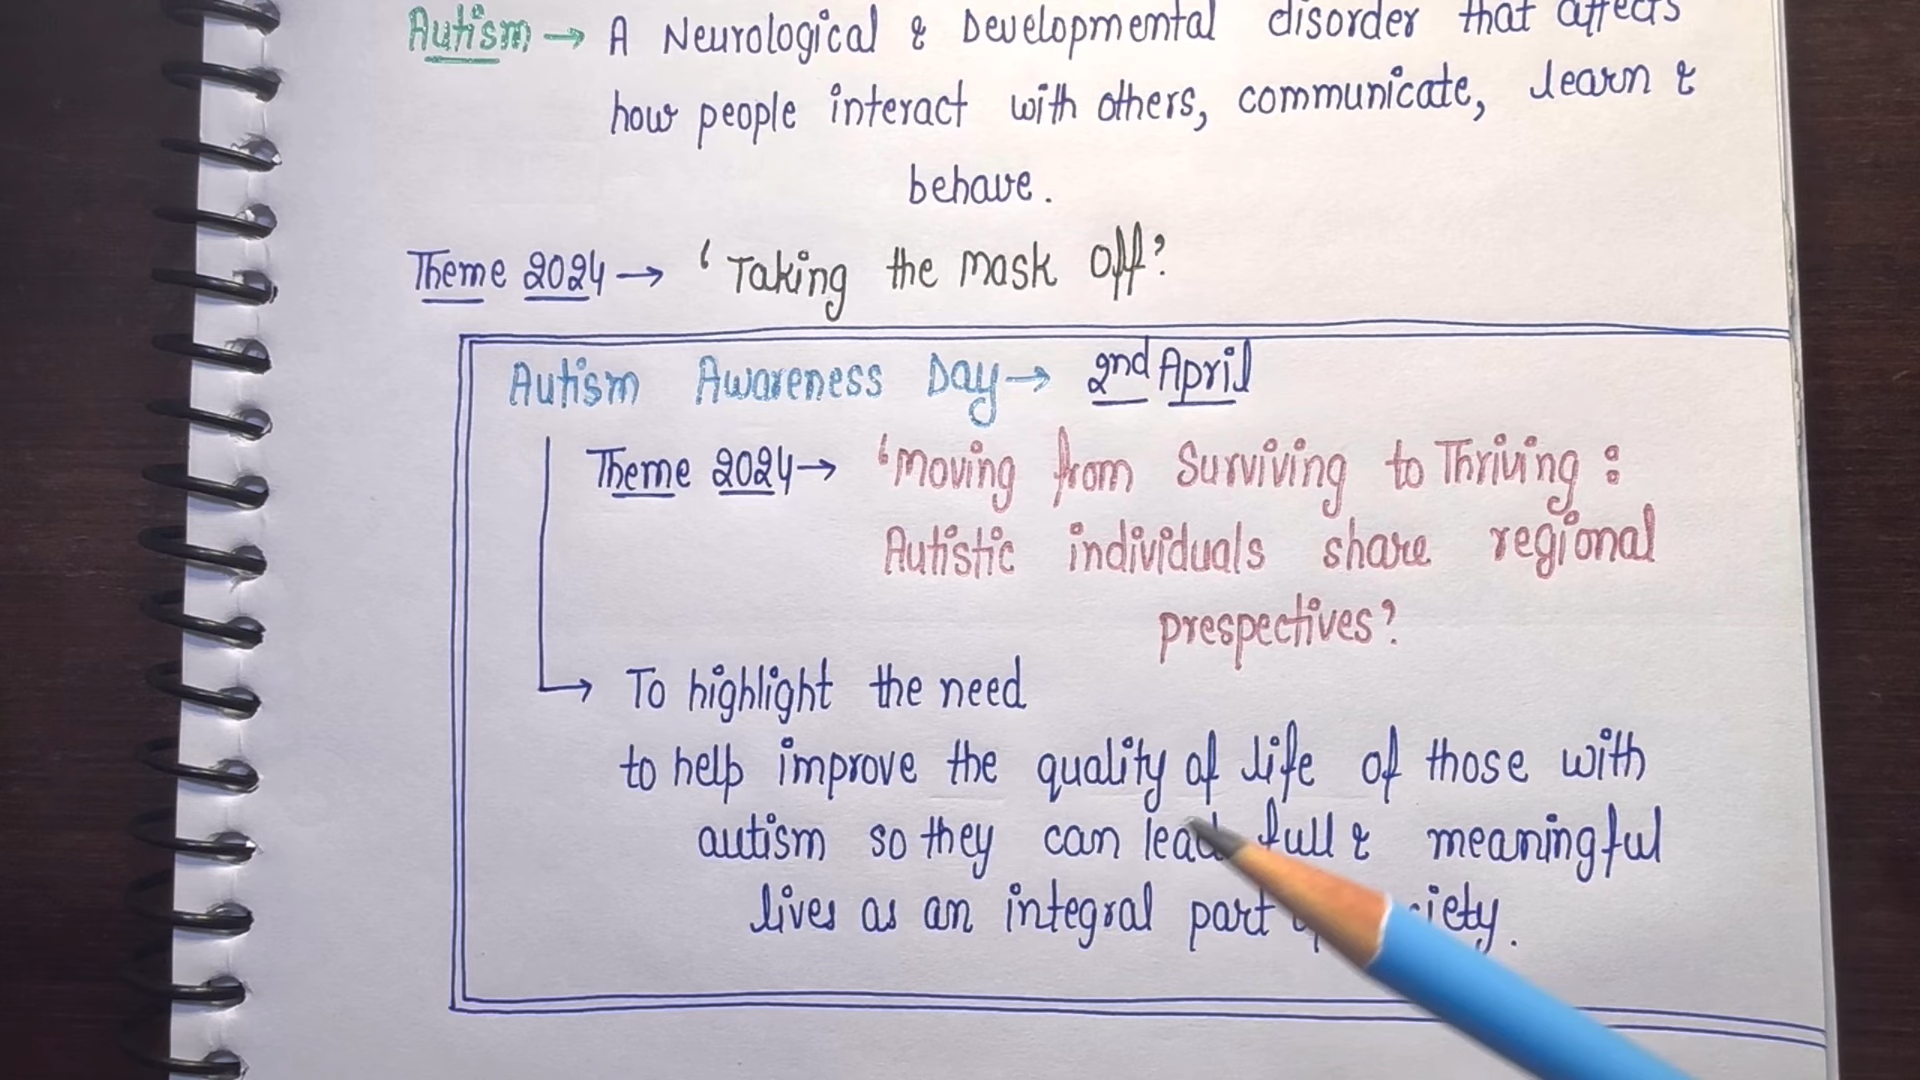 Autism → A Neurological & Developmental disorder that affects
how people interact with others, communicate, learn &
behave.
Theme 2024 → 'Taking the mask off'
Autism Awareness Day → 2nd April
Theme 2024 → 'Moving from Surviving to Thriving :
Autistic individuals share regional
prespectives'
→ To highlight the need
to help improve the quality of life of those with
autism so they can lead full & meaningful
lives as an integral part